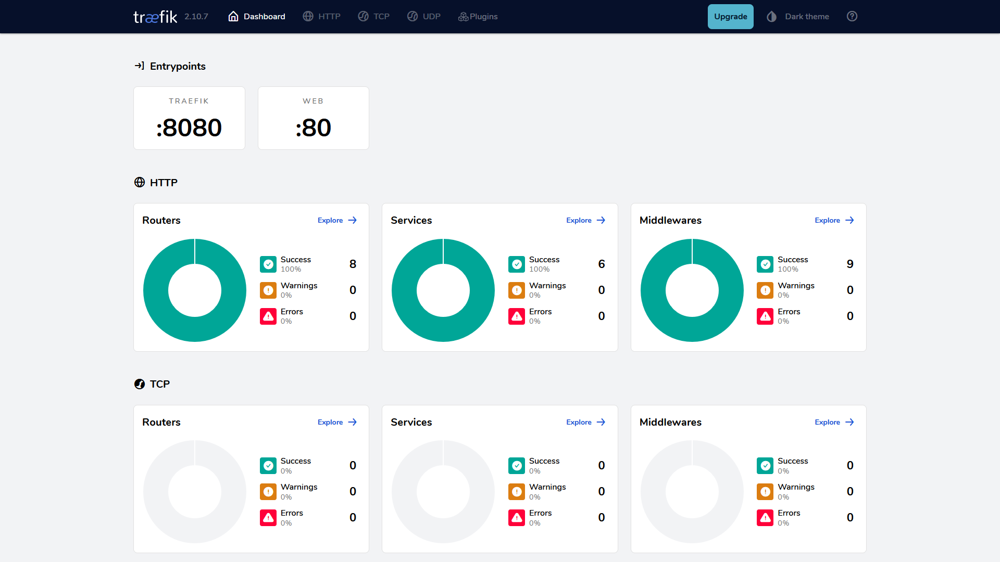 træfik 2.10.7 Dashboard HTTP TCP UDP Plugins Upgrade Dark theme
Entrypoints
TRAEFIK
:8080
WEB
:80
HTTP
Routers Explore
Success 8
100%
Warnings 0
0%
Errors 0
0%
Services Explore
Success 6
100%
Warnings 0
0%
Errors 0
0%
Middlewares Explore
Success 9
100%
Warnings 0
0%
Errors 0
0%
TCP
Routers Explore
Success 0
0%
Warnings 0
0%
Errors 0
0%
Services Explore
Success 0
0%
Warnings 0
0%
Errors 0
0%
Middlewares Explore
Success 0
0%
Warnings 0
0%
Errors 0
0%